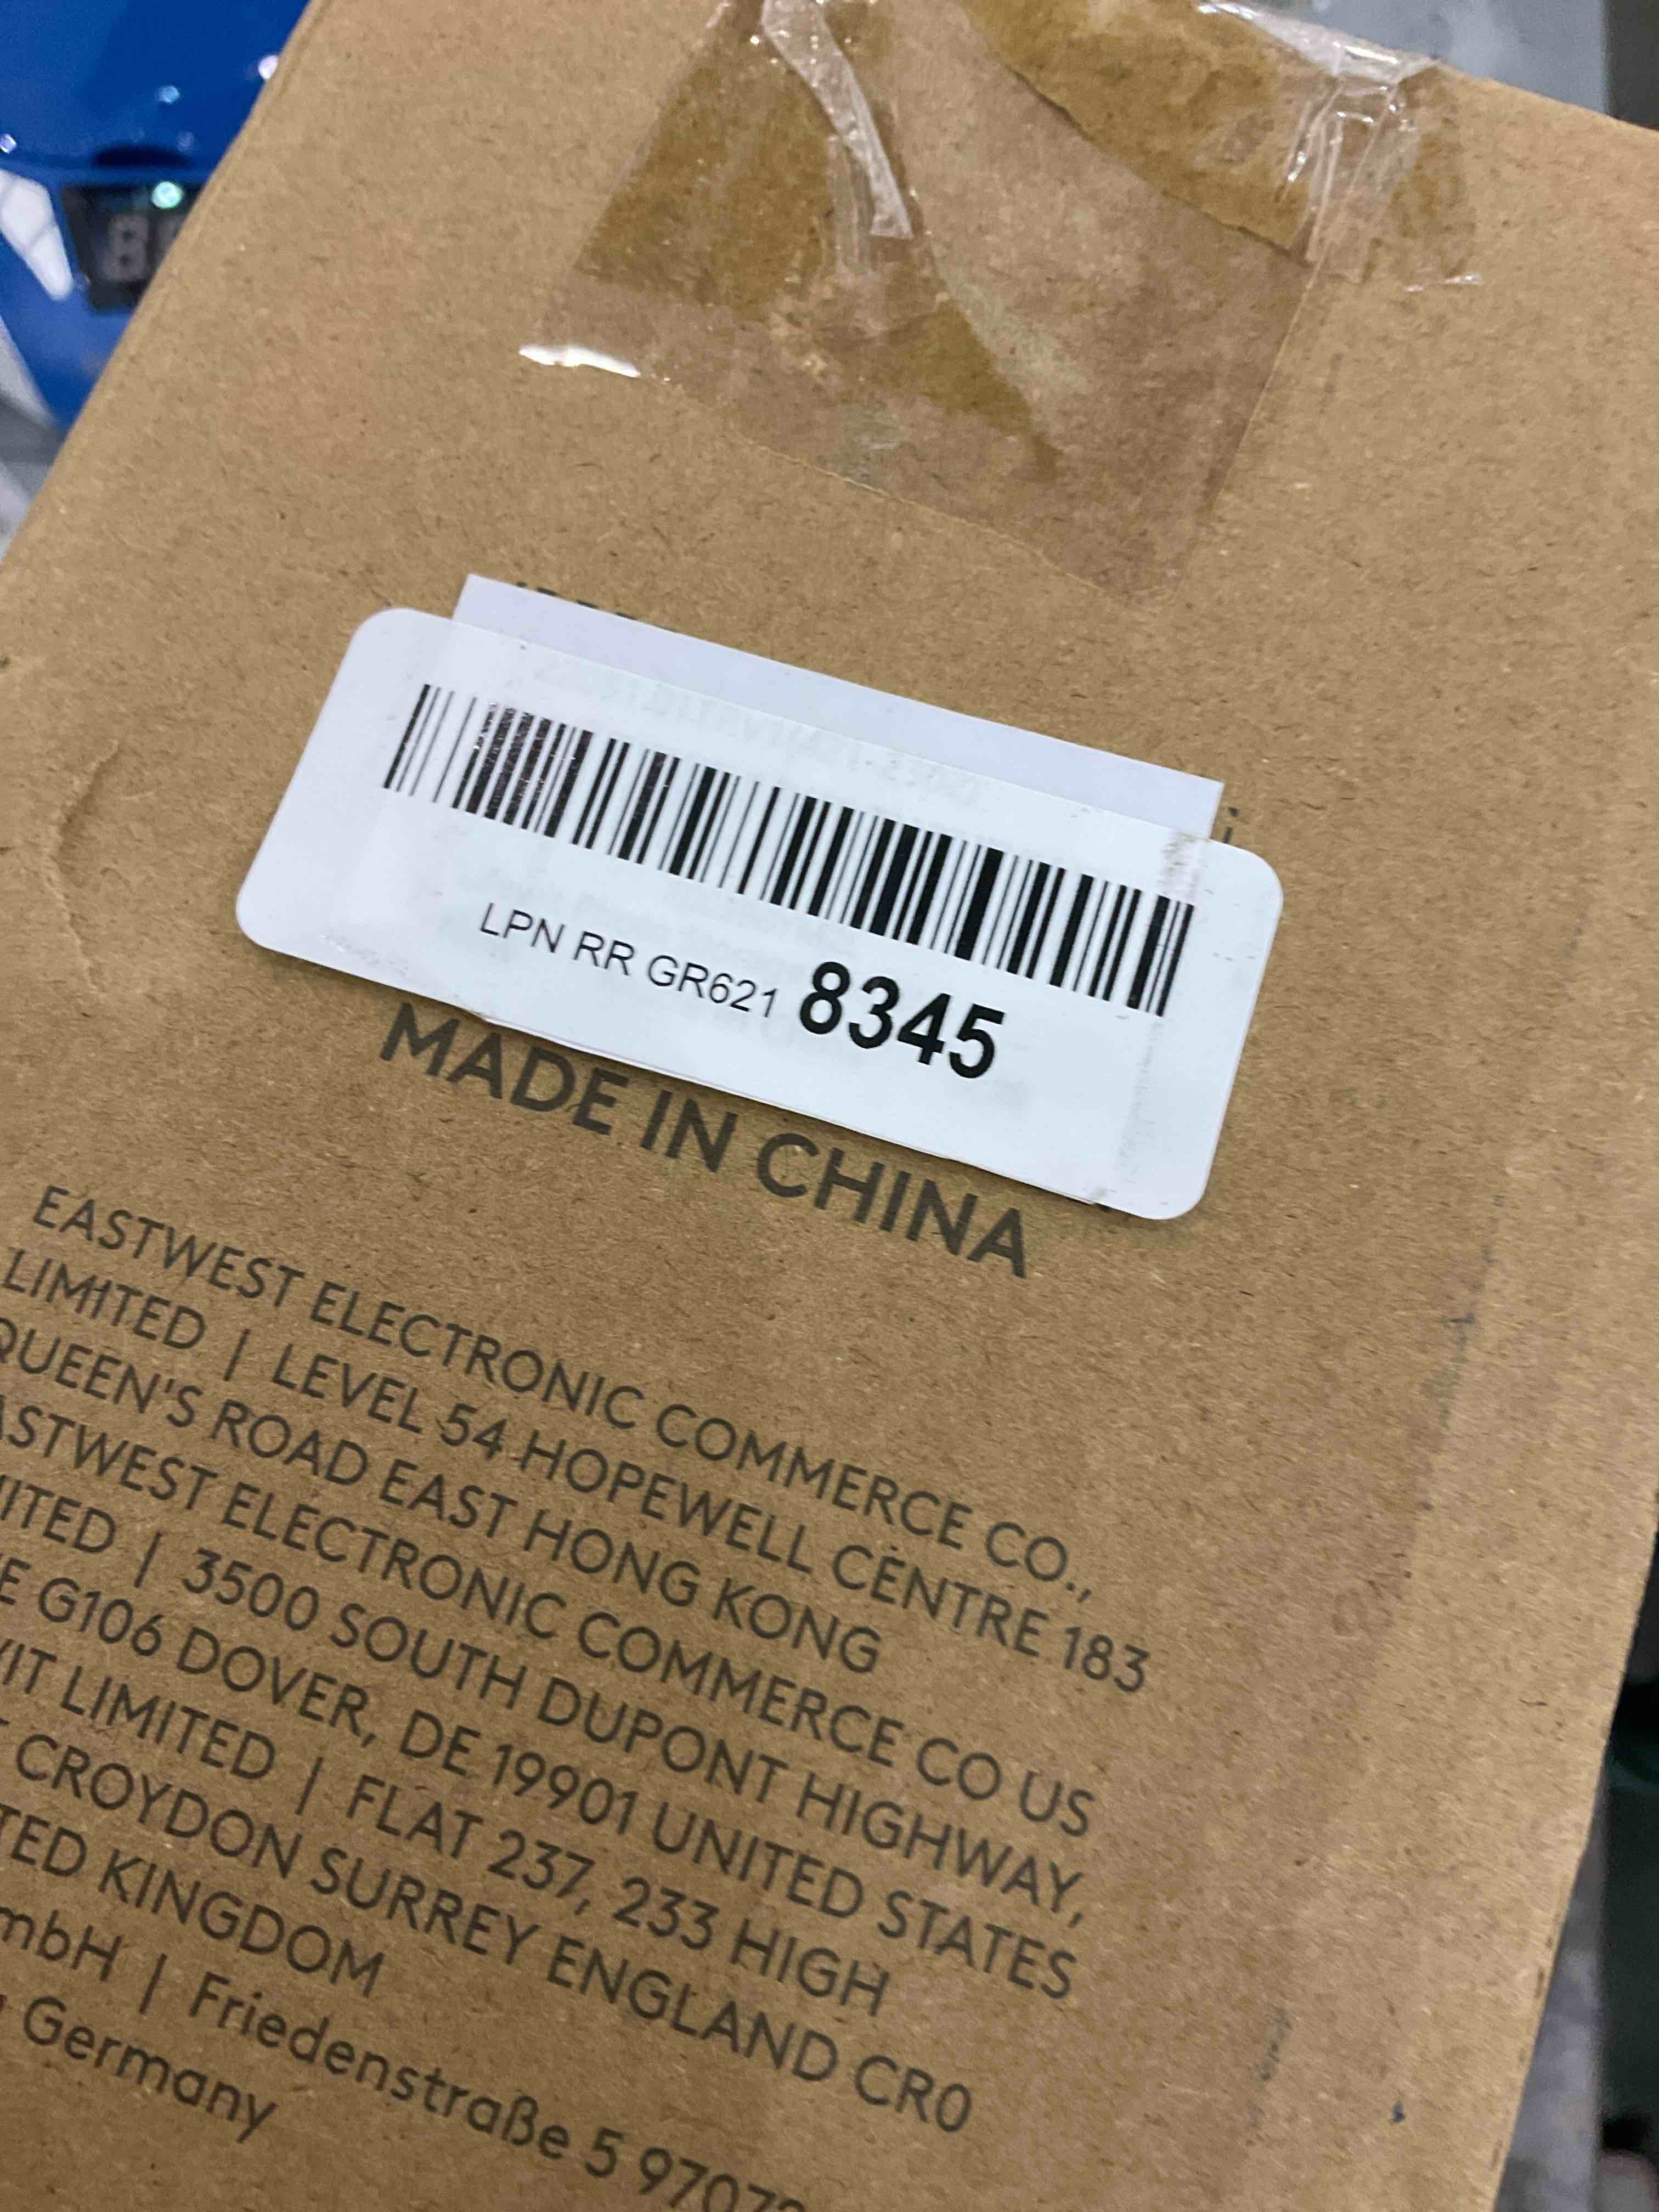 LPN RR GR621 8345
MADE IN CHINA
EASTWEST ELECTRONIC COMMERCE CO.,
LIMITED | LEVEL 54 HOPEWELL CENTRE 183
QUEEN'S ROAD EAST HONG KONG
ASTWEST ELECTRONIC COMMERCE CO US
ITED | 3500 SOUTH DUPONT HIGHWAY,
E G106 DOVER, DE 19901 UNITED STATES
IT LIMITED | FLAT 237, 233 HIGH
CROYDON SURREY ENGLAND CR0
TED KINGDOM
mbH | Friedenstraße 5 97072
Germany